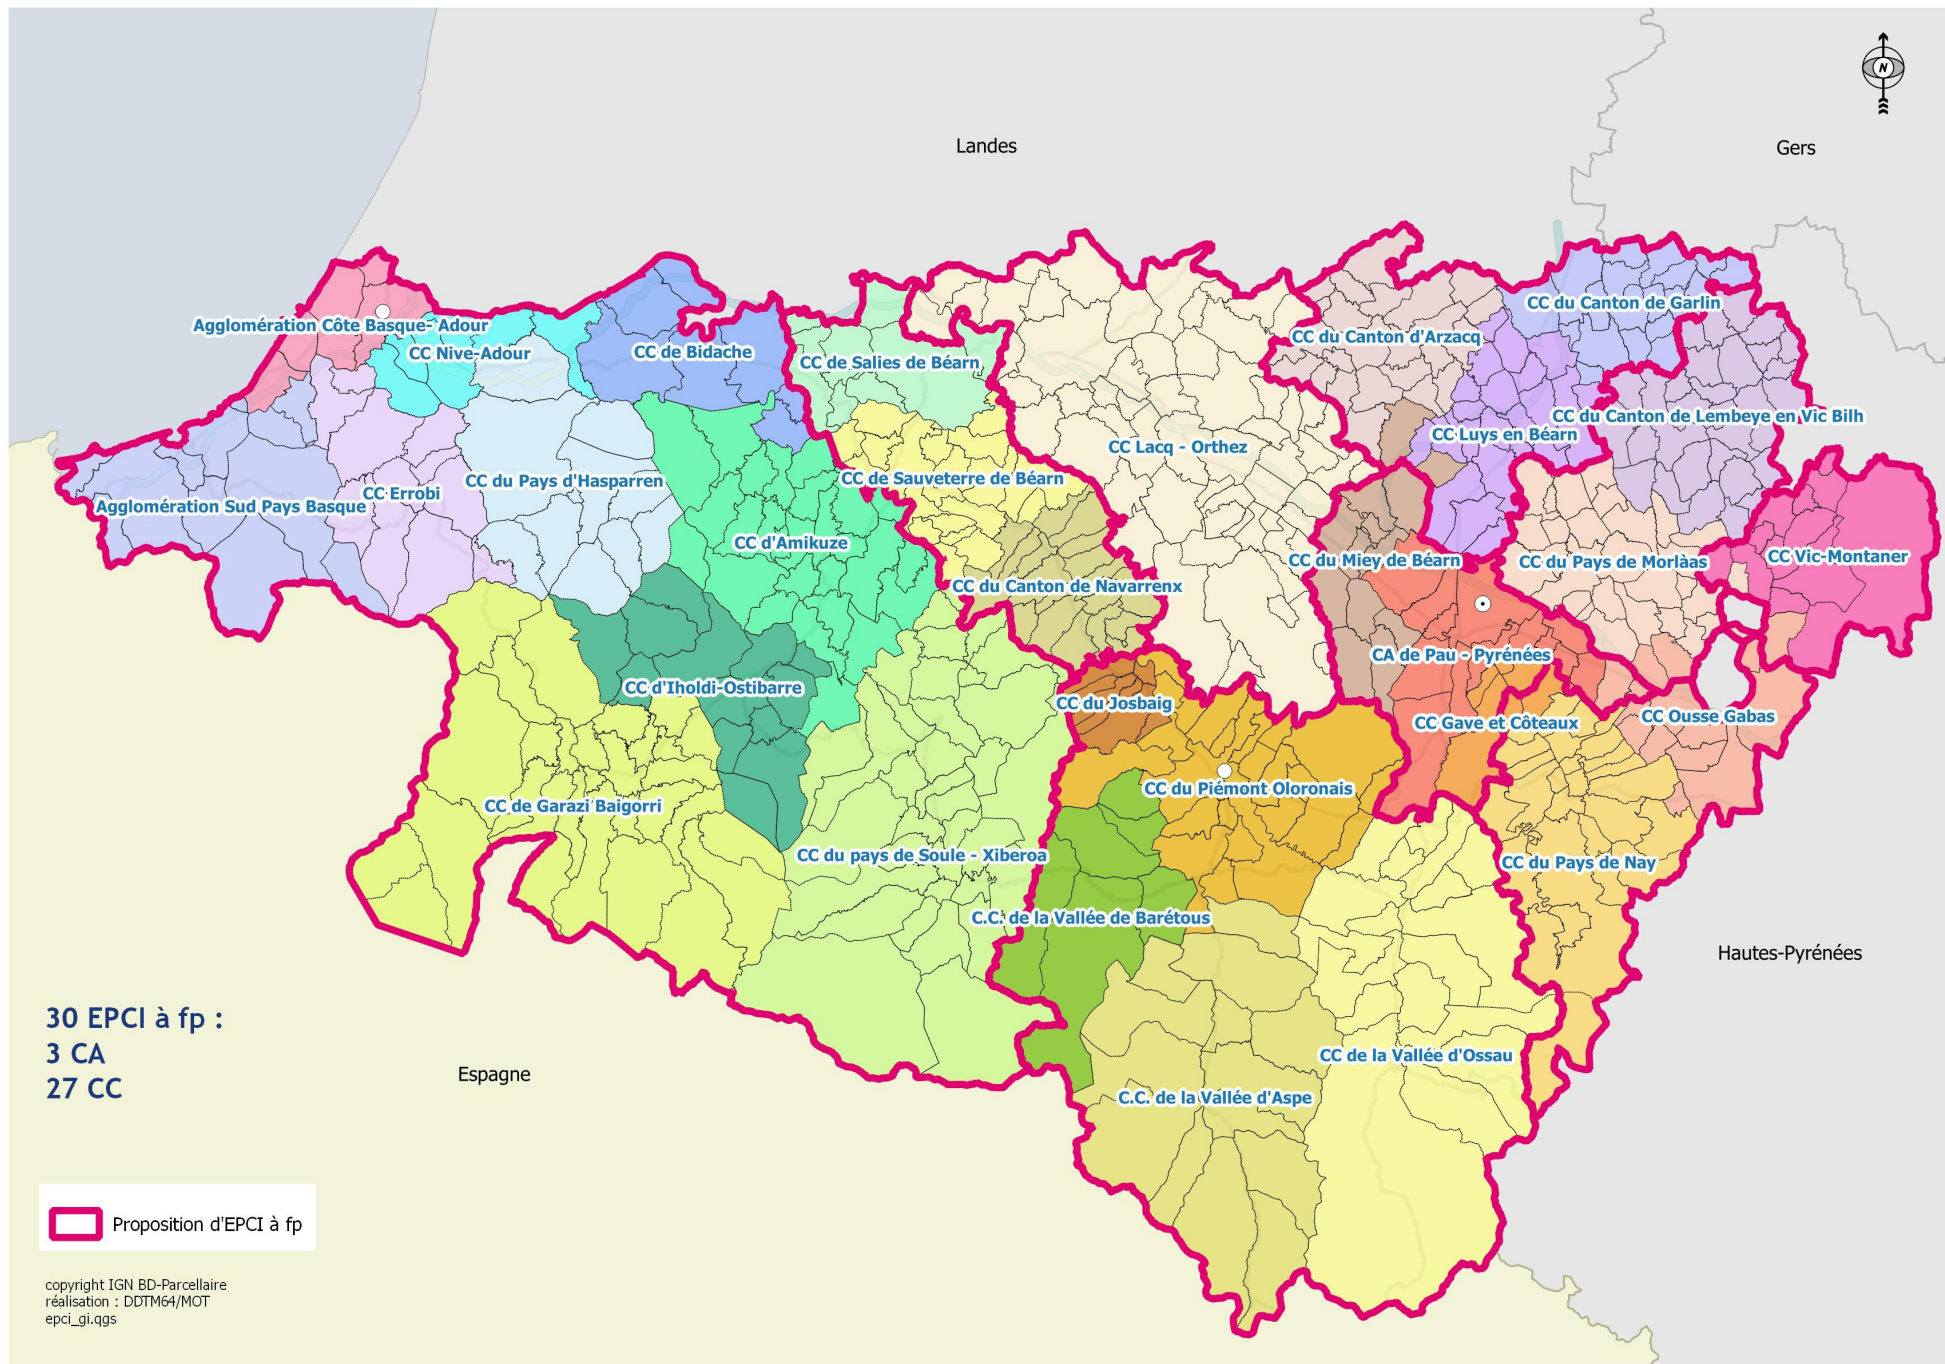 N
Landes
Gers
CC du Canton de Garlin
Agglomération Côte Basque- Adour
CC du Canton d'Arzacq
CC Nive-Adour
CC de Bidache
CC de Salies de Béarn
CC du Canton de Lembeye en Vic Bilh
CC Luys en Béarn
CC Lacq - Orthez
CC de Sauveterre de Béarn
CC du Pays d'Hasparren
CC Errobi
Agglomération Sud Pays Basque
CC d'Amikuze
CC Vic-Montaner
CC du Miey de Béarn
CC du Pays de Morlàas
CC du Canton de Navarrenx
CA de Pau - Pyrénées
CC d'Iholdi-Ostibarre
CC du Josbaig
CC Ousse Gabas
CC Gave et Côteaux
CC du Piémont Oloronais
CC de Garazi Baigorri
CC du pays de Soule - Xiberoa
CC du Pays de Nay
C.C. de la Vallée de Barétous
Hautes-Pyrénées
30 EPCI à fp :
3 CA
27 CC
CC de la Vallée d'Ossau
Espagne
C.C. de la Vallée d'Aspe
Proposition d'EPCI à fp
copyright IGN BD-Parcellaire
réalisation : DDTM64/MOT
epci_gi.qgs